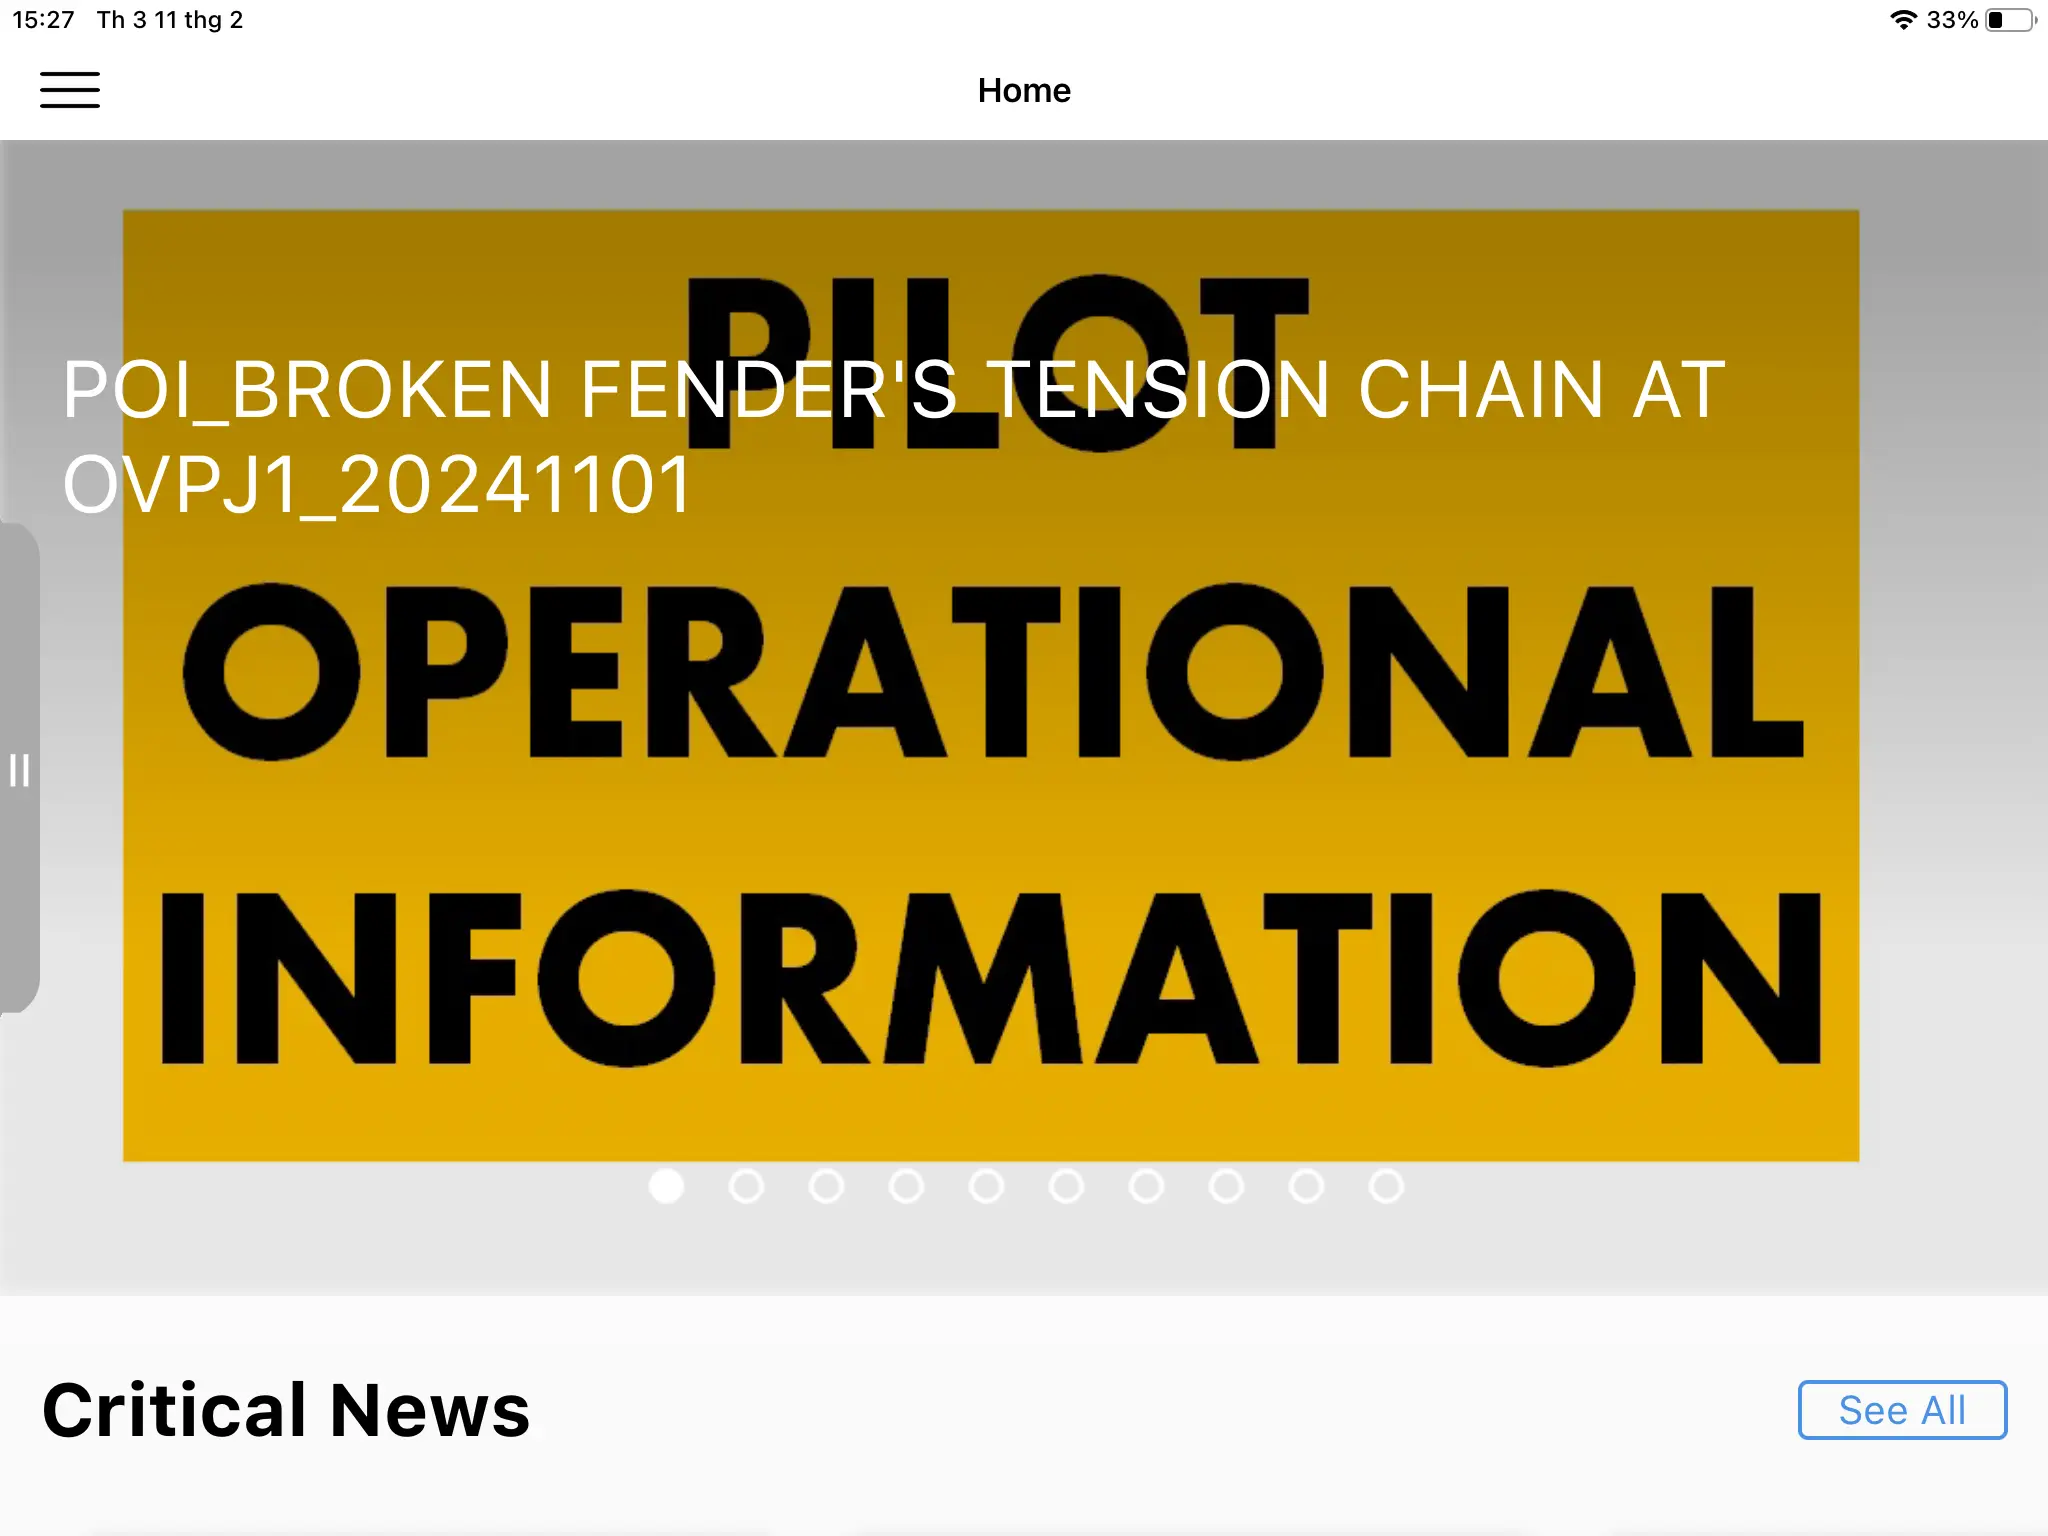 15:27 Th 3 11 thg 2
33%
Home
PILOT
POI_BROKEN FENDER'S TENSION CHAIN AT
OVPJ1_20241101
OPERATIONAL
INFORMATION
Critical News
See All